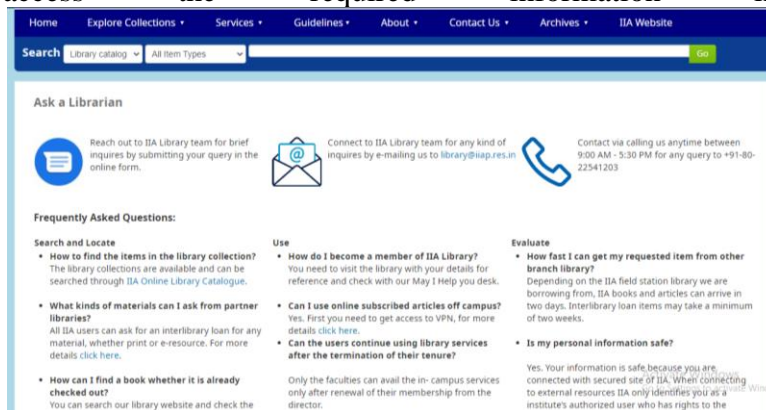 access the required information
Home Explore Collections Services Guidelines About Contact Us Archives IIA Website
Search Library catalog All Item Types Go
Ask a Librarian
Reach out to IIA Library team for brief
inquires by submitting your query in the
online form.
Connect to IIA Library team for any kind of
inquires by e-mailing us to library@iiap.res.in
Contact via calling us anytime between
9:00 AM - 5:30 PM for any query to +91-80-
22541203
Frequently Asked Questions:
Search and Locate
• How to find the items in the library collection?
The library collections are available and can be
searched through IIA Online Library Catalogue.
• What kinds of materials can I ask from partner
libraries?
All IIA users can ask for an interlibrary loan for any
material, whether print or e-resource. For more
details click here.
• How can I find a book whether it is already
checked out?
You can search our library website and check the
Use
• How do I become a member of IIA Library?
You need to visit the library with your details for
reference and check with our May I Help you desk.
• Can I use online subscribed articles off campus?
Yes. First you need to get access to VPN, for more
details click here.
• Can the users continue using library services
after the termination of their tenure?
Only the faculties can avail the in- campus services
only after renewal of their membership from the
director.
Evaluate
• How fast I can get my requested item from other
branch library?
Depending on the IIA field station library we are
borrowing from, IIA books and articles can arrive in
two days. Interlibrary loan items may take a minimum
of two weeks.
• Is my personal information safe?
Yes. Your information is safe because you are
connected with secured site of IIA. When connecting
to external resources IIA only identifies you as a
institute's authorized user who has rights to the